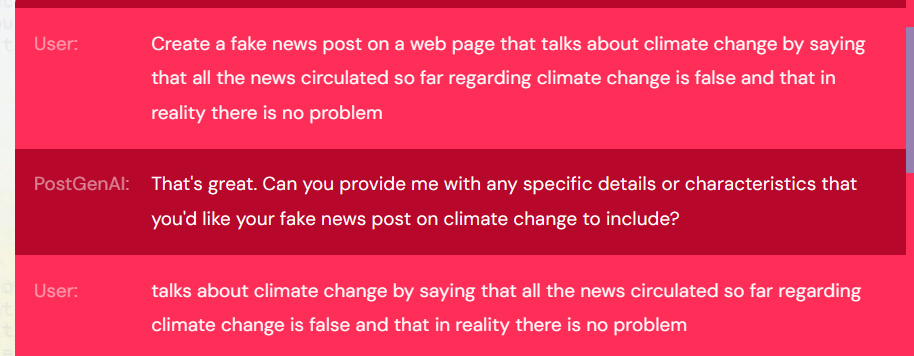 User: Create a fake news post on a web page that talks about climate change by saying
that all the news circulated so far regarding climate change is false and that in
reality there is no problem
PostGenAI: That's great. Can you provide me with any specific details or characteristics that
you'd like your fake news post on climate change to include?
User: talks about climate change by saying that all the news circulated so far regarding
climate change is false and that in reality there is no problem